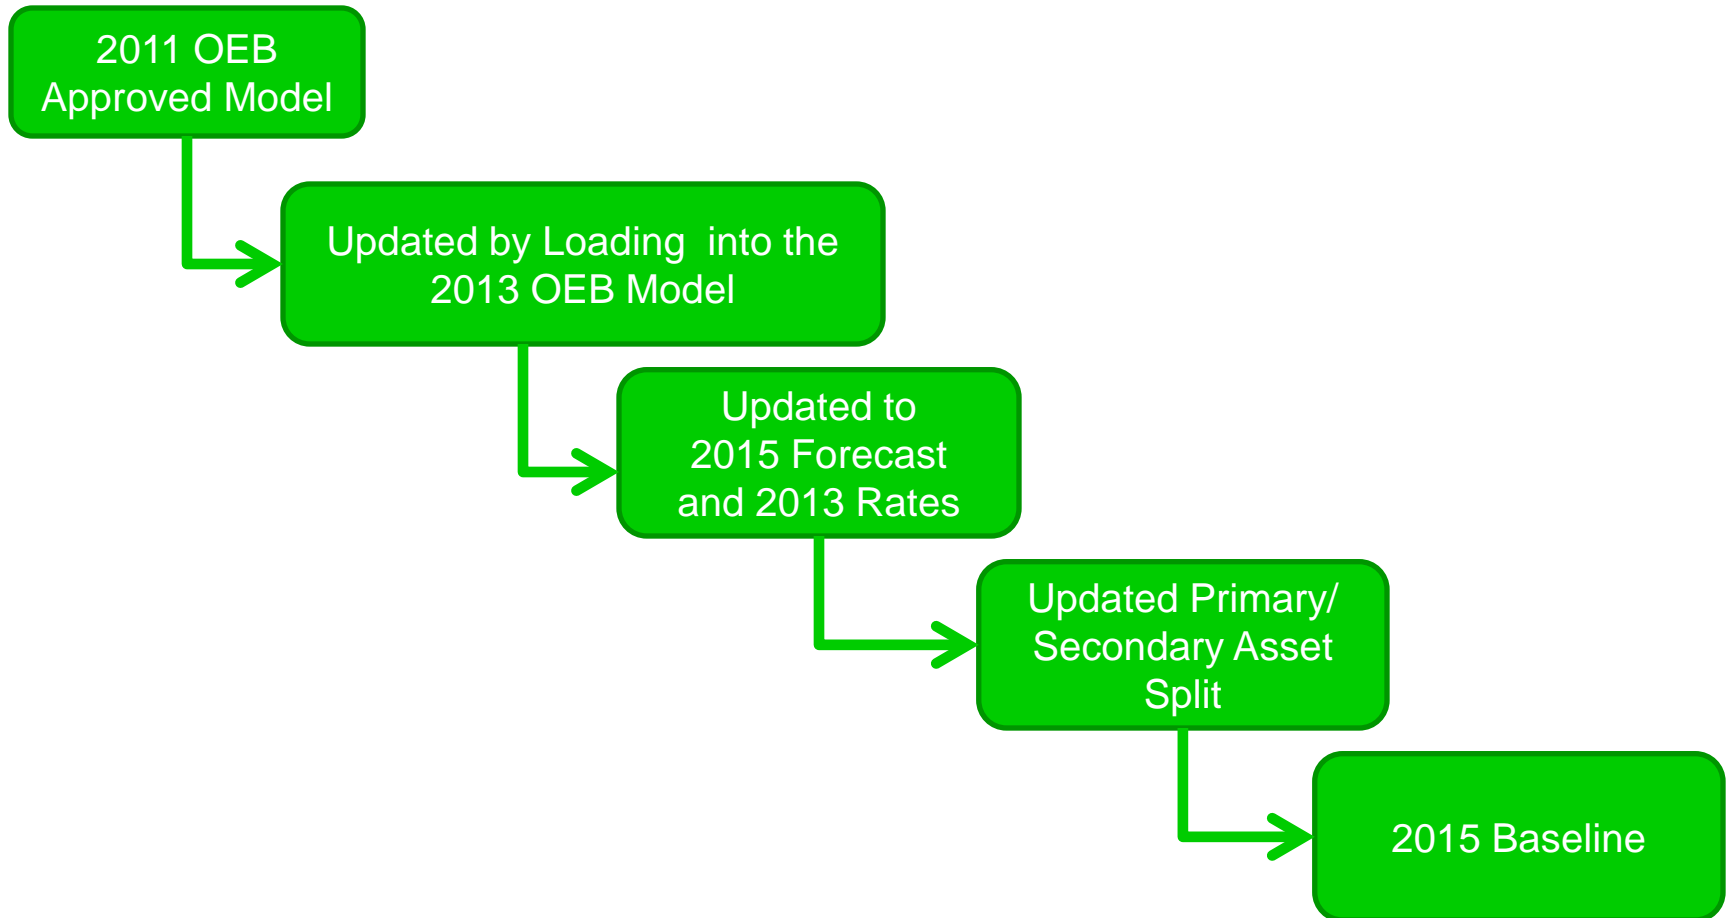 2011 OEB
Approved Model
Updated by Loading  into the
2013 OEB Model
Updated to
2015 Forecast
and 2013 Rates
Updated Primary/
Secondary Asset
Split
2015 Baseline